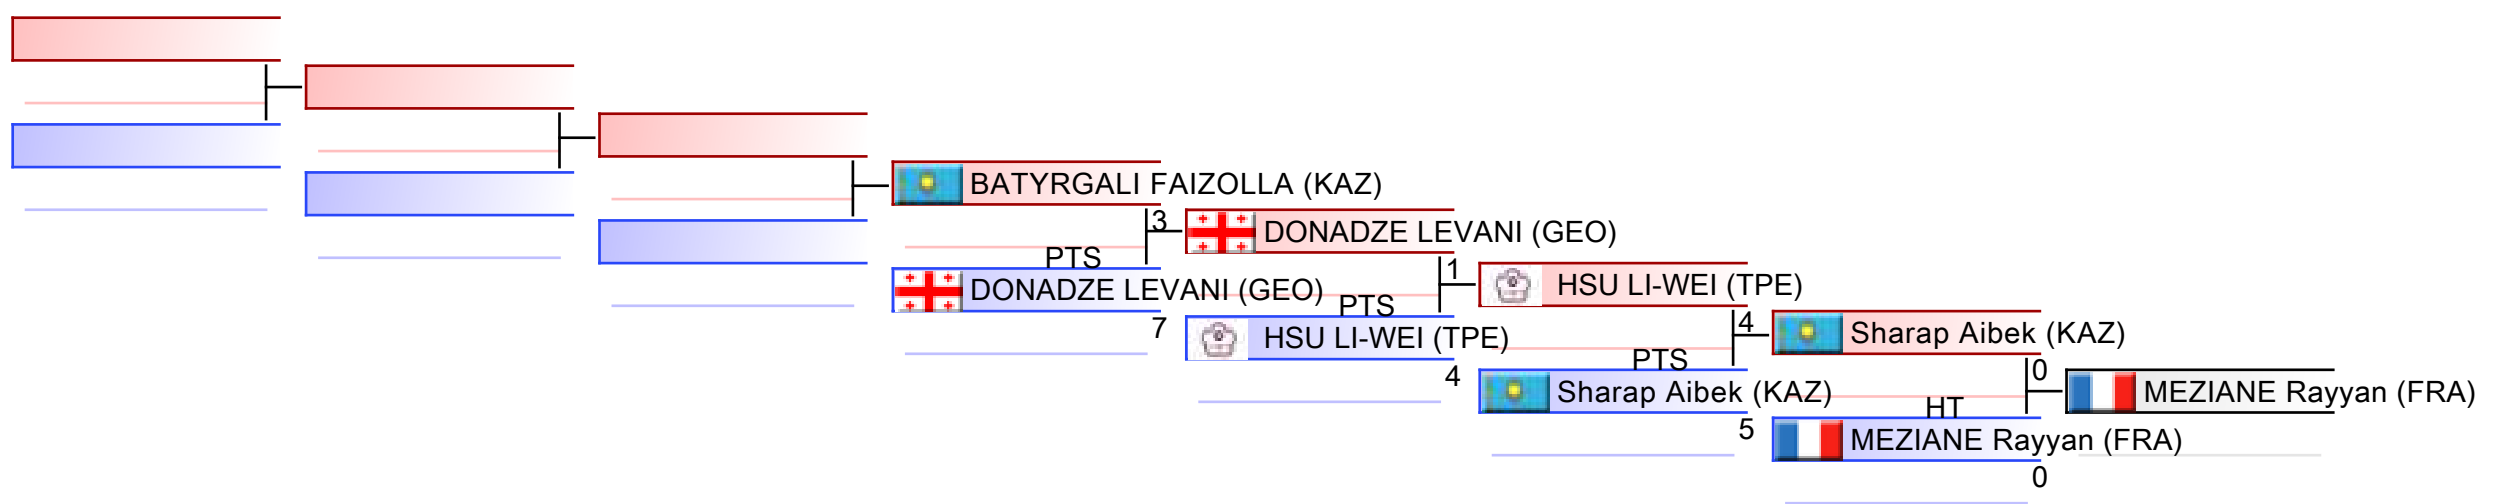 BATYRGALI FAIZOLLA (KAZ)
3
PTS
DONADZE LEVANI (GEO)
7
DONADZE LEVANI (GEO)
1
PTS
HSU LI-WEI (TPE)
4
HSU LI-WEI (TPE)
4
PTS
Sharap Aibek (KAZ)
5
Sharap Aibek (KAZ)
0
HT
MEZIANE Rayyan (FRA)
0
MEZIANE Rayyan (FRA)